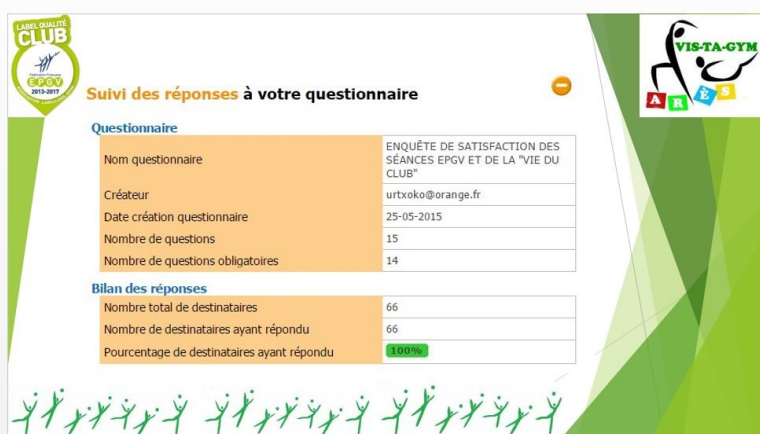 LABEL QUALITÉ
CLUB
EPGV
2013-2017
VIS-TA-GYM
ARÈS
Suivi des réponses à votre questionnaire
Questionnaire
Nom questionnaire
ENQUÊTE DE SATISFACTION DES
SÉANCES EPGV ET DE LA "VIE DU
CLUB"
Créateur
urtxoko@orange.fr
Date création questionnaire
25-05-2015
Nombre de questions
15
Nombre de questions obligatoires
14
Bilan des réponses
Nombre total de destinataires
66
Nombre de destinataires ayant répondu
66
Pourcentage de destinataires ayant répondu
100%